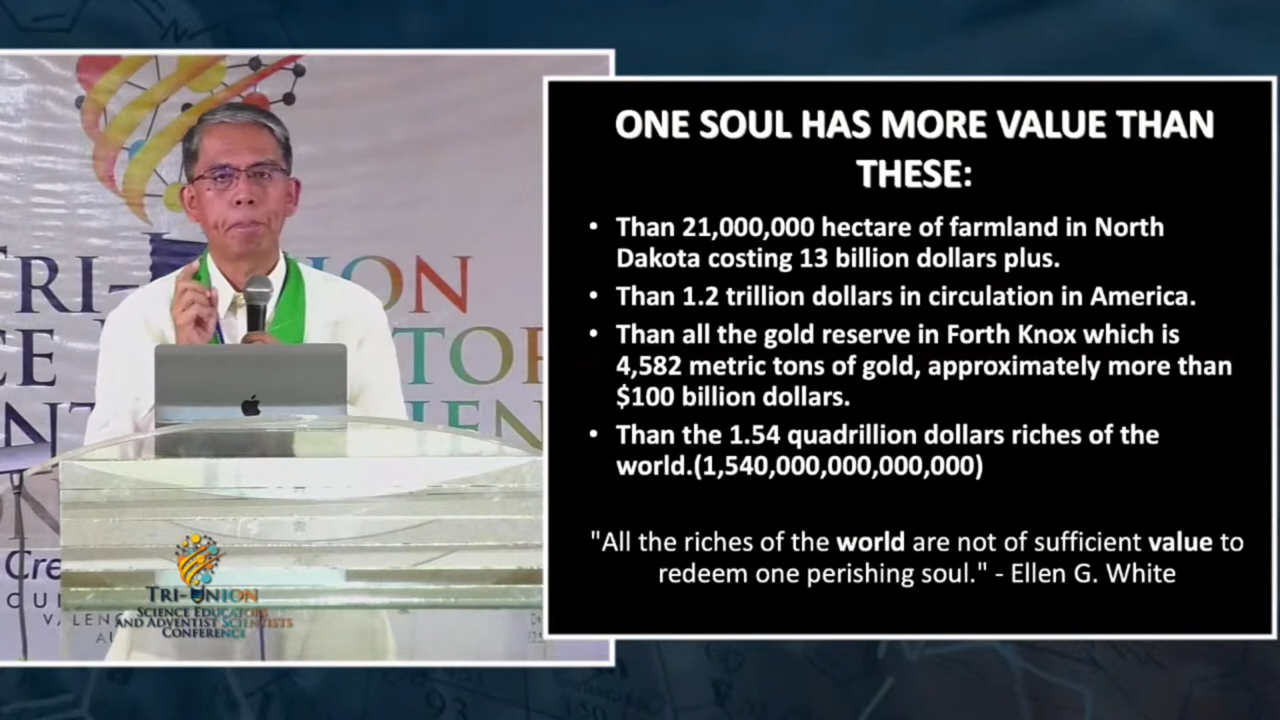 ONE SOUL HAS MORE VALUE THAN
THESE:
• Than 21,000,000 hectare of farmland in North
Dakota costing 13 billion dollars plus.
• Than 1.2 trillion dollars in circulation in America.
• Than all the gold reserve in Forth Knox which is
4,582 metric tons of gold, approximately more than
$100 billion dollars.
• Than the 1.54 quadrillion dollars riches of the
world.(1,540,000,000,000,000)
"All the riches of the world are not of sufficient value to
redeem one perishing soul." - Ellen G. White
TRI-UNION
SCIENCE EDUCATORS
AND ADVENTIST SCIENTISTS
CONFERENCE
93